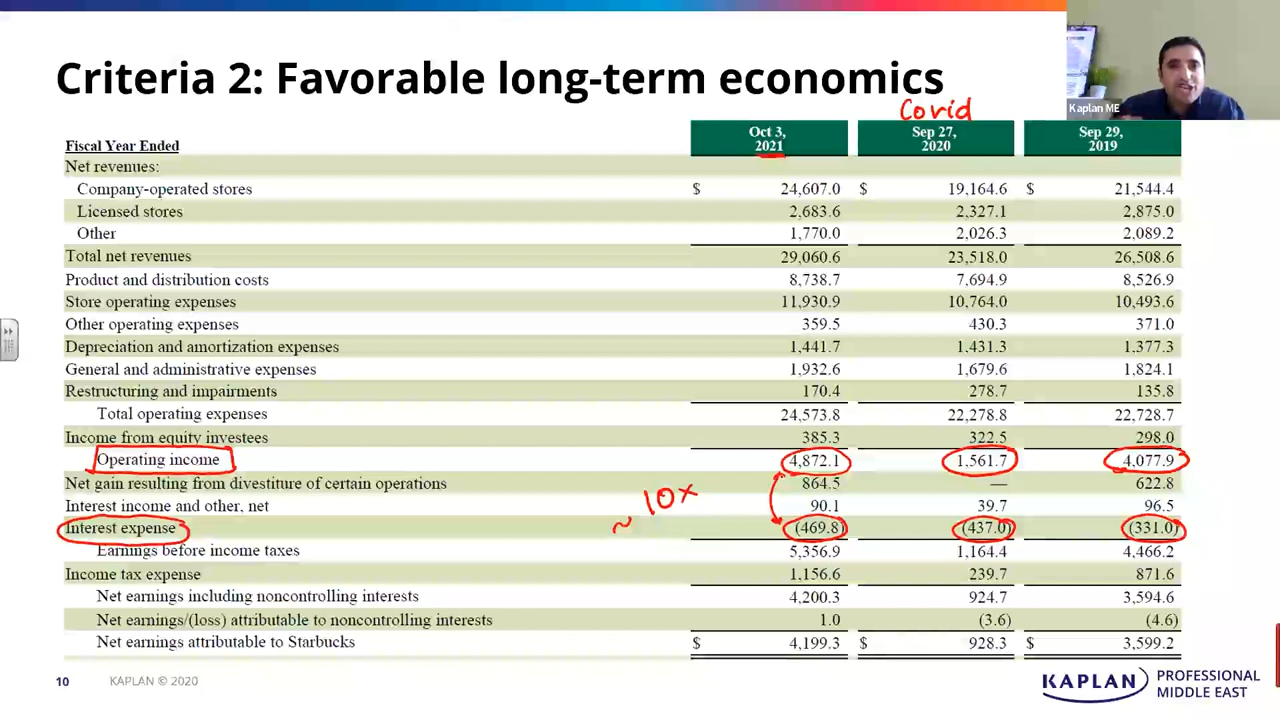 Criteria 2: Favorable long-term economics
Kaplan ME
Covid
Fiscal Year Ended Oct 3, 2021 Sep 27, 2020 Sep 29, 2019
Net revenues:
Company-operated stores $ 24,607.0 $ 19,164.6 $ 21,544.4
Licensed stores 2,683.6 2,327.1 2,875.0
Other 1,770.0 2,026.3 2,089.2
Total net revenues 29,060.6 23,518.0 26,508.6
Product and distribution costs 8,738.7 7,694.9 8,526.9
Store operating expenses 11,930.9 10,764.0 10,493.6
Other operating expenses 359.5 430.3 371.0
Depreciation and amortization expenses 1,441.7 1,431.3 1,377.3
General and administrative expenses 1,932.6 1,679.6 1,824.1
Restructuring and impairments 170.4 278.7 135.8
Total operating expenses 24,573.8 22,278.8 22,728.7
Income from equity investees 385.3 322.5 298.0
Operating income 4,872.1 1,561.7 4,077.9
Net gain resulting from divestiture of certain operations 864.5 — 622.8
Interest income and other, net 90.1 39.7 96.5
~ 10x
Interest expense (469.8) (437.0) (331.0)
Earnings before income taxes 5,356.9 1,164.4 4,466.2
Income tax expense 1,156.6 239.7 871.6
Net earnings including noncontrolling interests 4,200.3 924.7 3,594.6
Net earnings/(loss) attributable to noncontrolling interests 1.0 (3.6) (4.6)
Net earnings attributable to Starbucks $ 4,199.3 $ 928.3 $ 3,599.2
10 KAPLAN © 2020
KAPLAN PROFESSIONAL
MIDDLE EAST